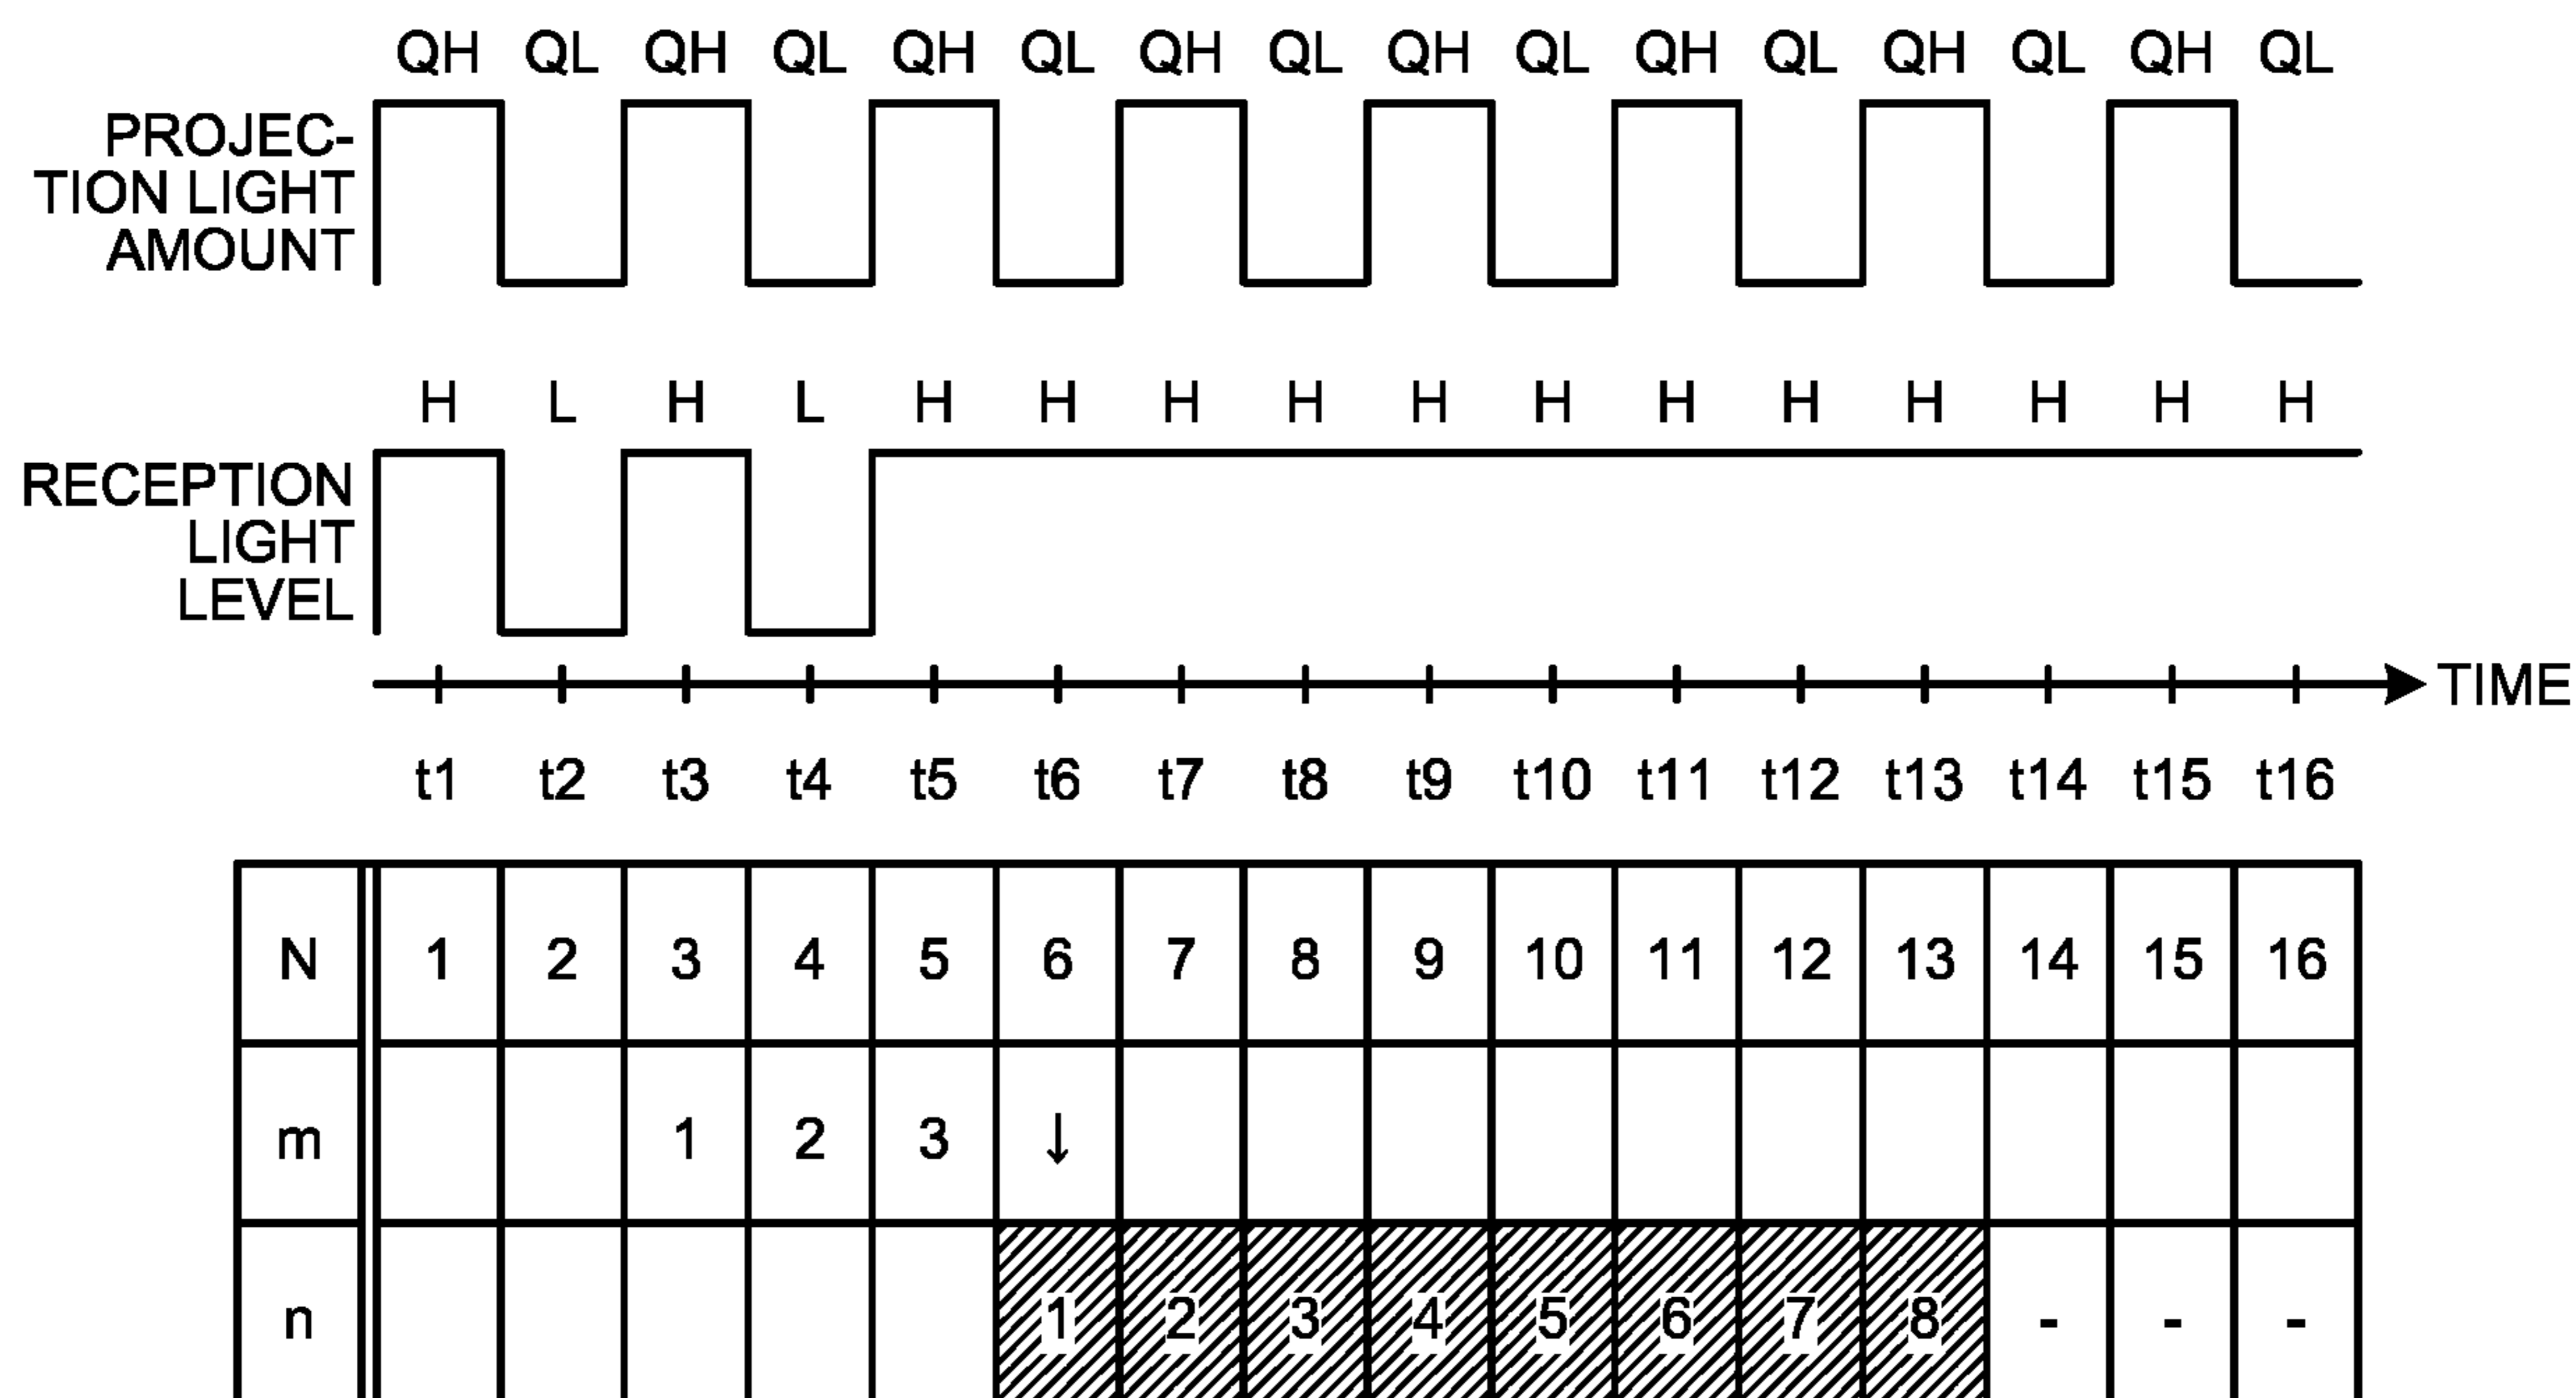 QH QL QH QL QH QL QH QL QH QL QH QL QH QL QH QL
PROJEC-
TION LIGHT
AMOUNT
H L H L H H H H H H H H H H H H
RECEPTION
LIGHT
LEVEL
TIME
t1 t2 t3 t4 t5 t6 t7 t8 t9 t10 t11 t12 t13 t14 t15 t16
N 1 2 3 4 5 6 7 8 9 10 11 12 13 14 15 16
m 1 2 3 ↓
n 1 2 3 4 5 6 7 8 - - -